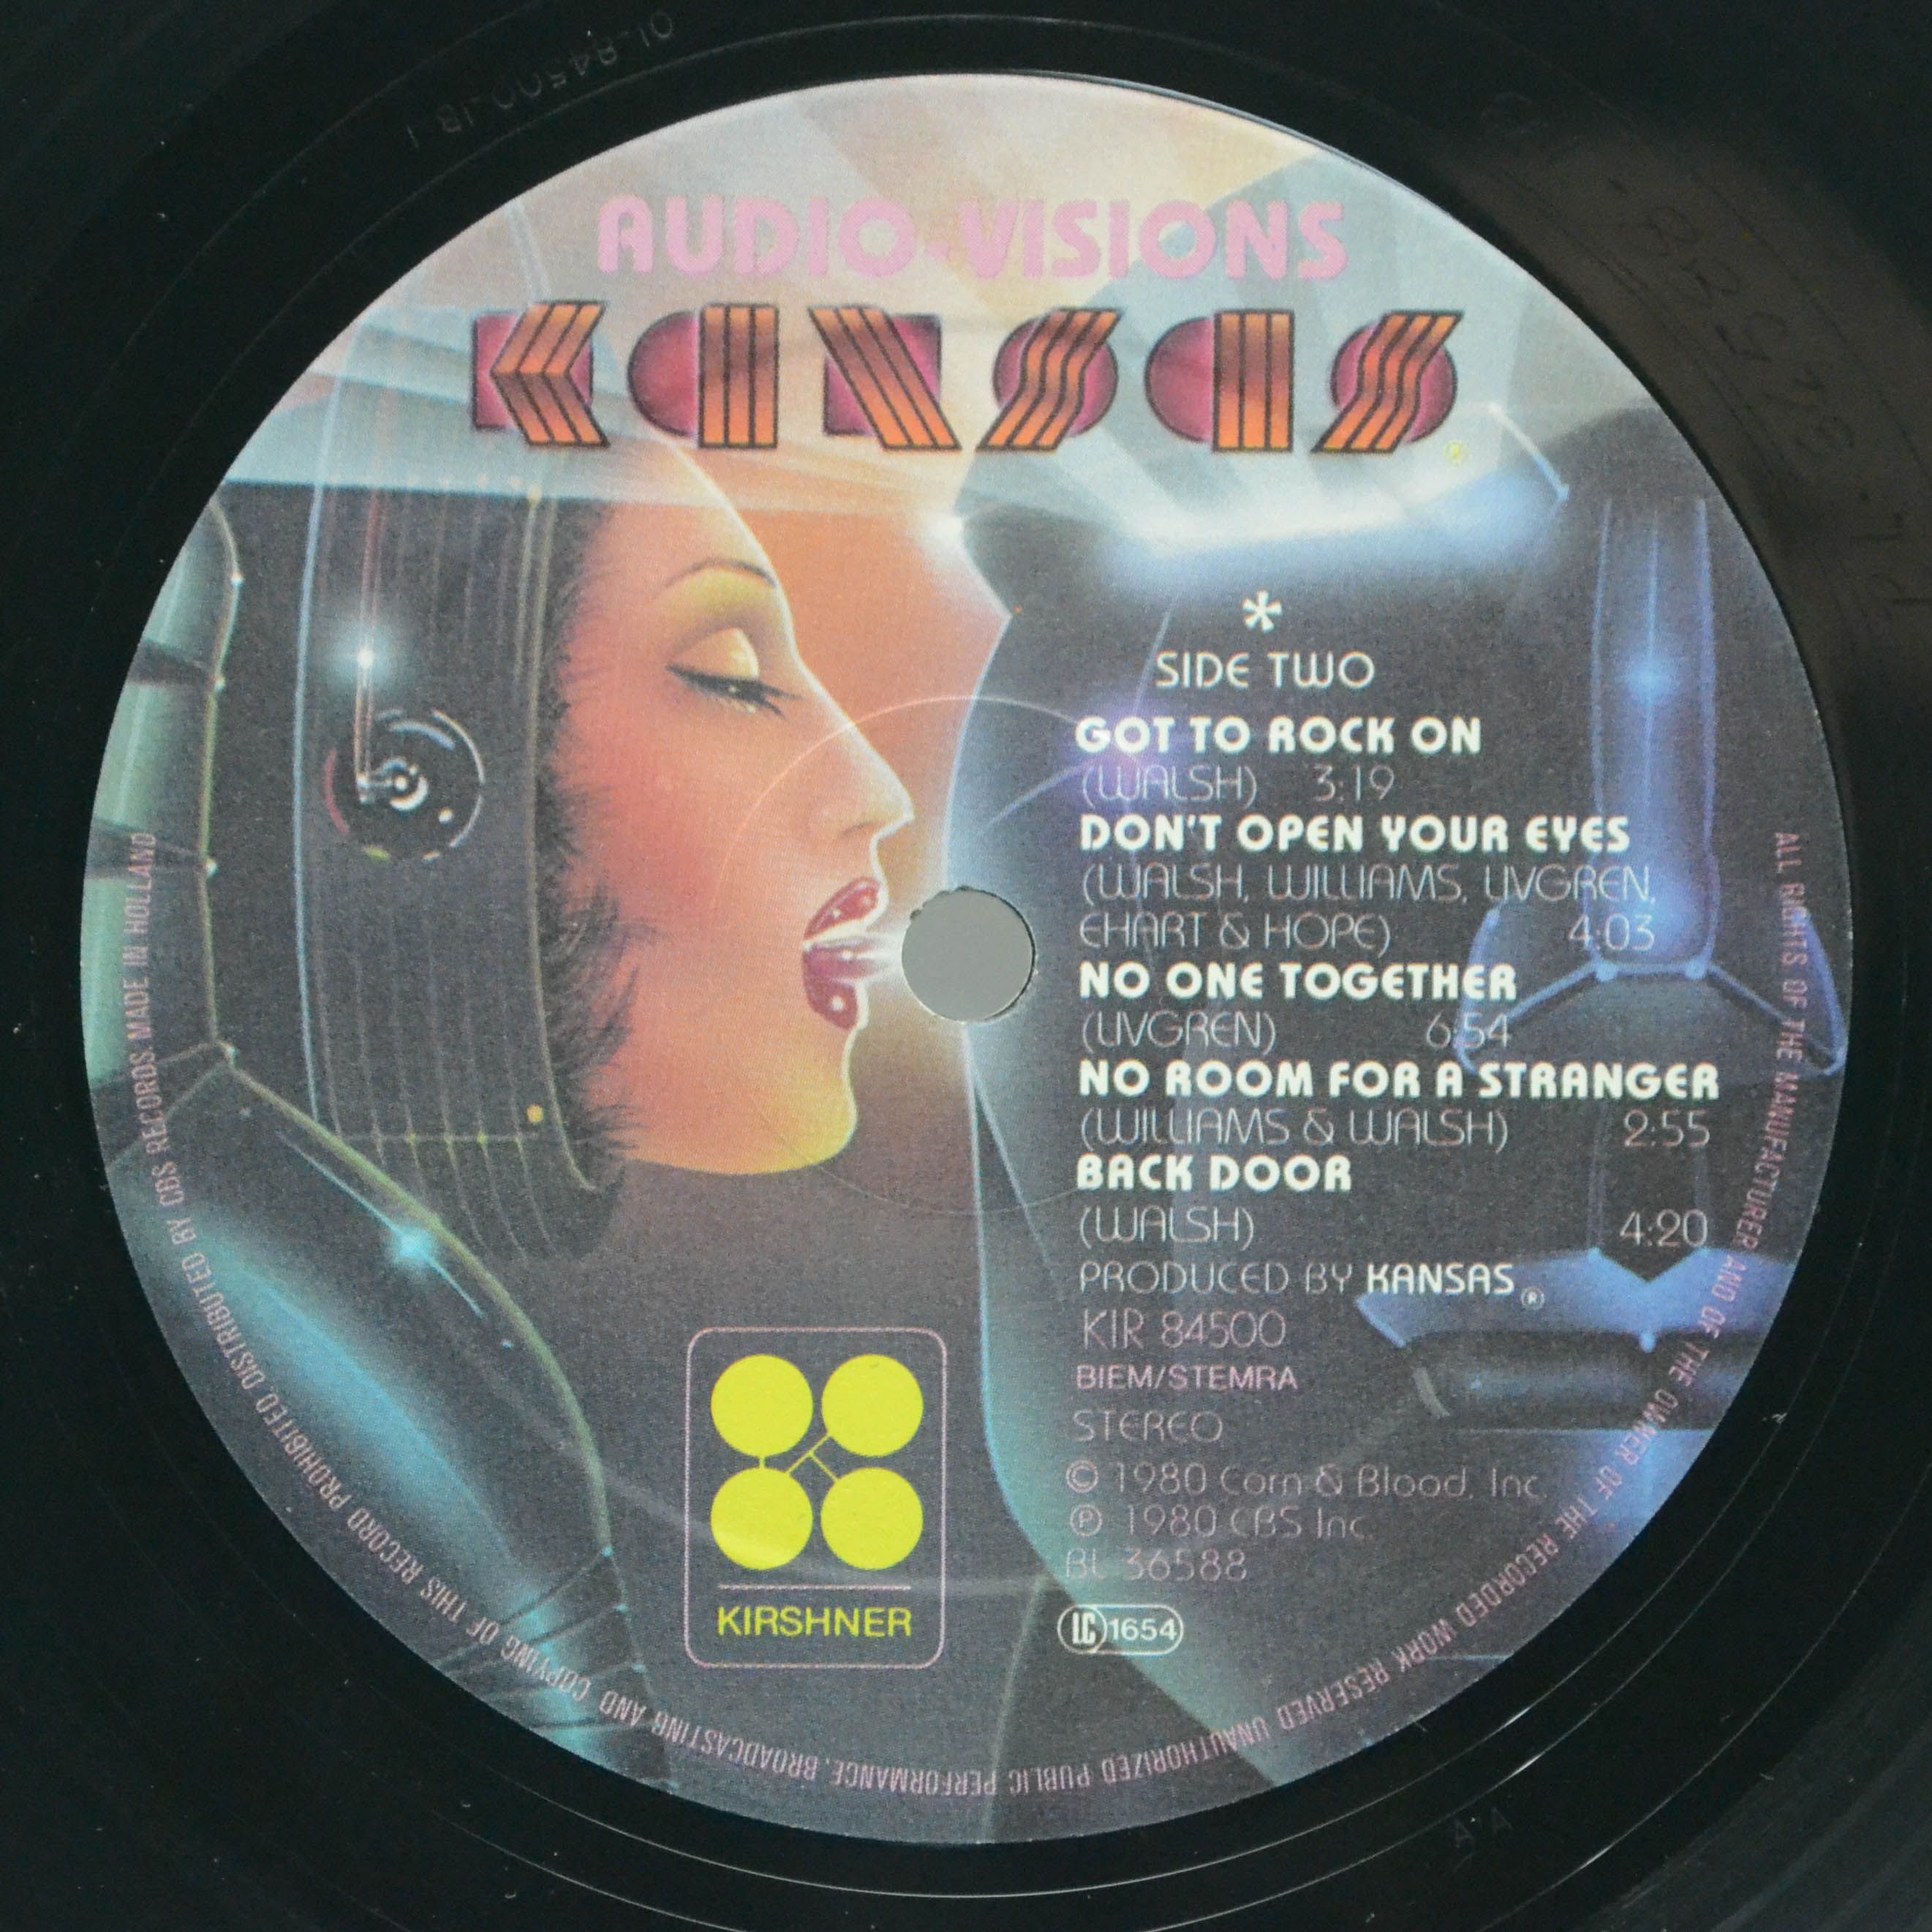 AUDIO-VISIONS
KANSAS®
*
SIDE TWO
GOT TO ROCK ON
(WALSH) 3:19
DON'T OPEN YOUR EYES
(WALSH, WILLIAMS, LIVGREN,
EHART & HOPE) 4:03
NO ONE TOGETHER
(LIVGREN) 6:54
NO ROOM FOR A STRANGER
(WILLIAMS & WALSH) 2:55
BACK DOOR
(WALSH) 4:20
PRODUCED BY KANSAS®
KIR 84500
BIEM/STEMRA
STEREO
© 1980 Corn & Blood, Inc.
℗ 1980 CBS Inc.
BL 36588
LC 1654
KIRSHNER
ALL RIGHTS OF THE MANUFACTURER AND OF THE OWNER OF THE RECORDED WORK RESERVED UNAUTHORIZED PUBLIC PERFORMANCE, BROADCASTING AND COPYING OF THIS RECORD PROHIBITED DISTRIBUTED BY CBS RECORDS. MADE IN HOLLAND